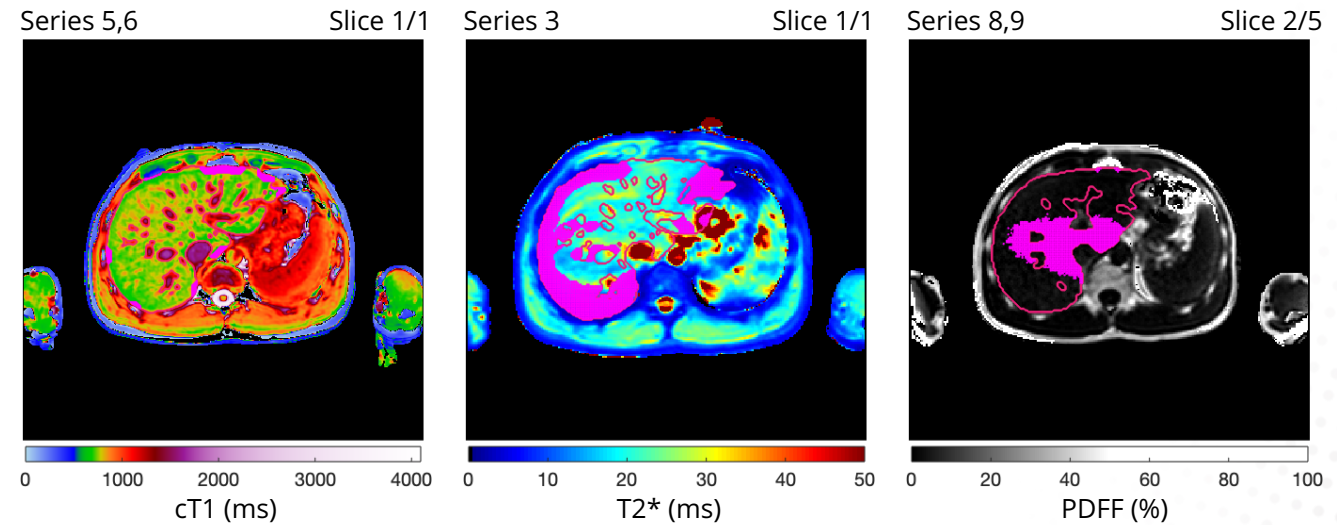 Series 5,6 Slice 1/1 Series 3 Slice 1/1 Series 8,9 Slice 2/5
0 1000 2000 3000 4000 0 10 20 30 40 50 0 20 40 60 80 100
cT1 (ms) T2* (ms) PDFF (%)